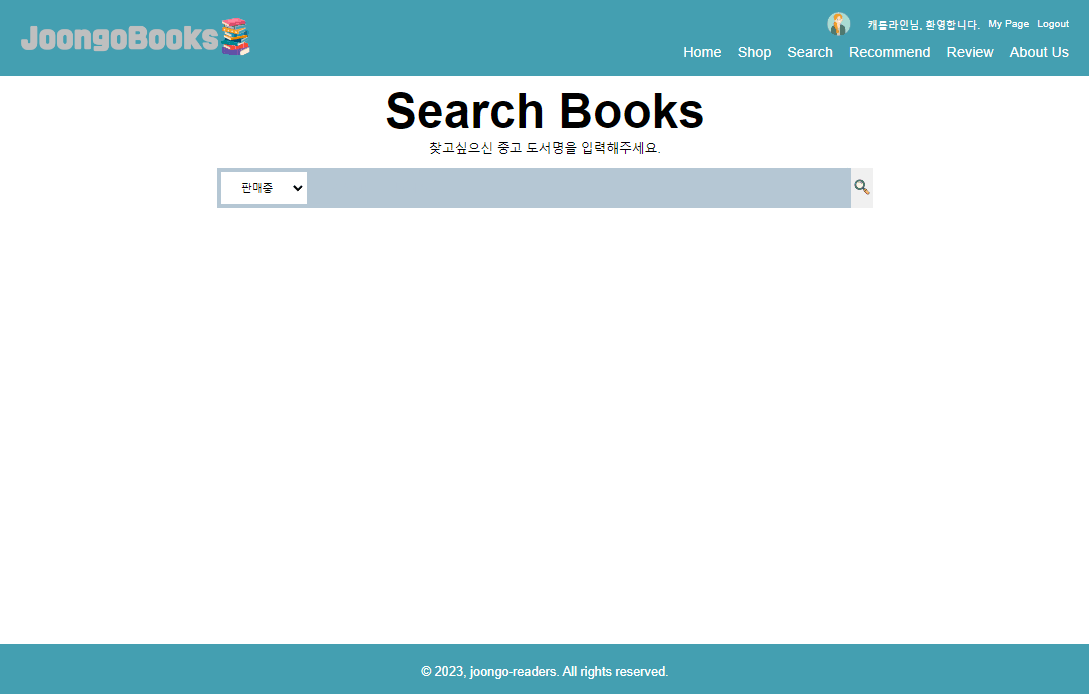 JoongoBooks
캐롤라인님, 환영합니다. My Page Logout
Home Shop Search Recommend Review About Us
Search Books
찾고싶으신 중고 도서명을 입력해주세요.
판매중
© 2023, joongo-readers. All rights reserved.